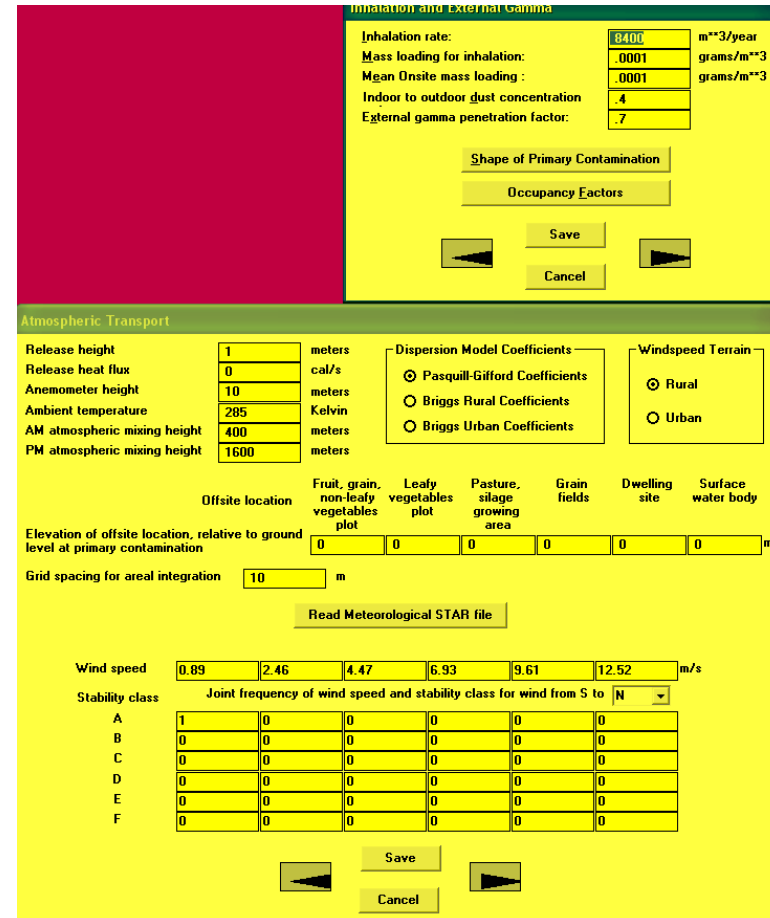 Inhalation and External Gamma
Inhalation rate: 8400 m**3/year
Mass loading for inhalation: .0001 grams/m**3
Mean Onsite mass loading : .0001 grams/m**3
Indoor to outdoor dust concentration .4
External gamma penetration factor: .7
Shape of Primary Contamination
Occupancy Factors
Save
Cancel
Atmospheric Transport
Release height 1 meters
Release heat flux 0 cal/s
Anemometer height 10 meters
Ambient temperature 285 Kelvin
AM atmospheric mixing height 400 meters
PM atmospheric mixing height 1600 meters
Dispersion Model Coefficients
Pasquill-Gifford Coefficients
Briggs Rural Coefficients
Briggs Urban Coefficients
Windspeed Terrain
Rural
Urban
Offsite location
Fruit, grain, non-leafy vegetables plot
Leafy vegetables plot
Pasture, silage growing area
Grain fields
Dwelling site
Surface water body
Elevation of offsite location, relative to ground
level at primary contamination 0 0 0 0 0 0 m
Grid spacing for areal integration 10 m
Read Meteorological STAR file
Wind speed 0.89 2.46 4.47 6.93 9.61 12.52 m/s
Stability class Joint frequency of wind speed and stability class for wind from S to N
A 1 0 0 0 0 0
B 0 0 0 0 0 0
C 0 0 0 0 0 0
D 0 0 0 0 0 0
E 0 0 0 0 0 0
F 0 0 0 0 0 0
Save
Cancel